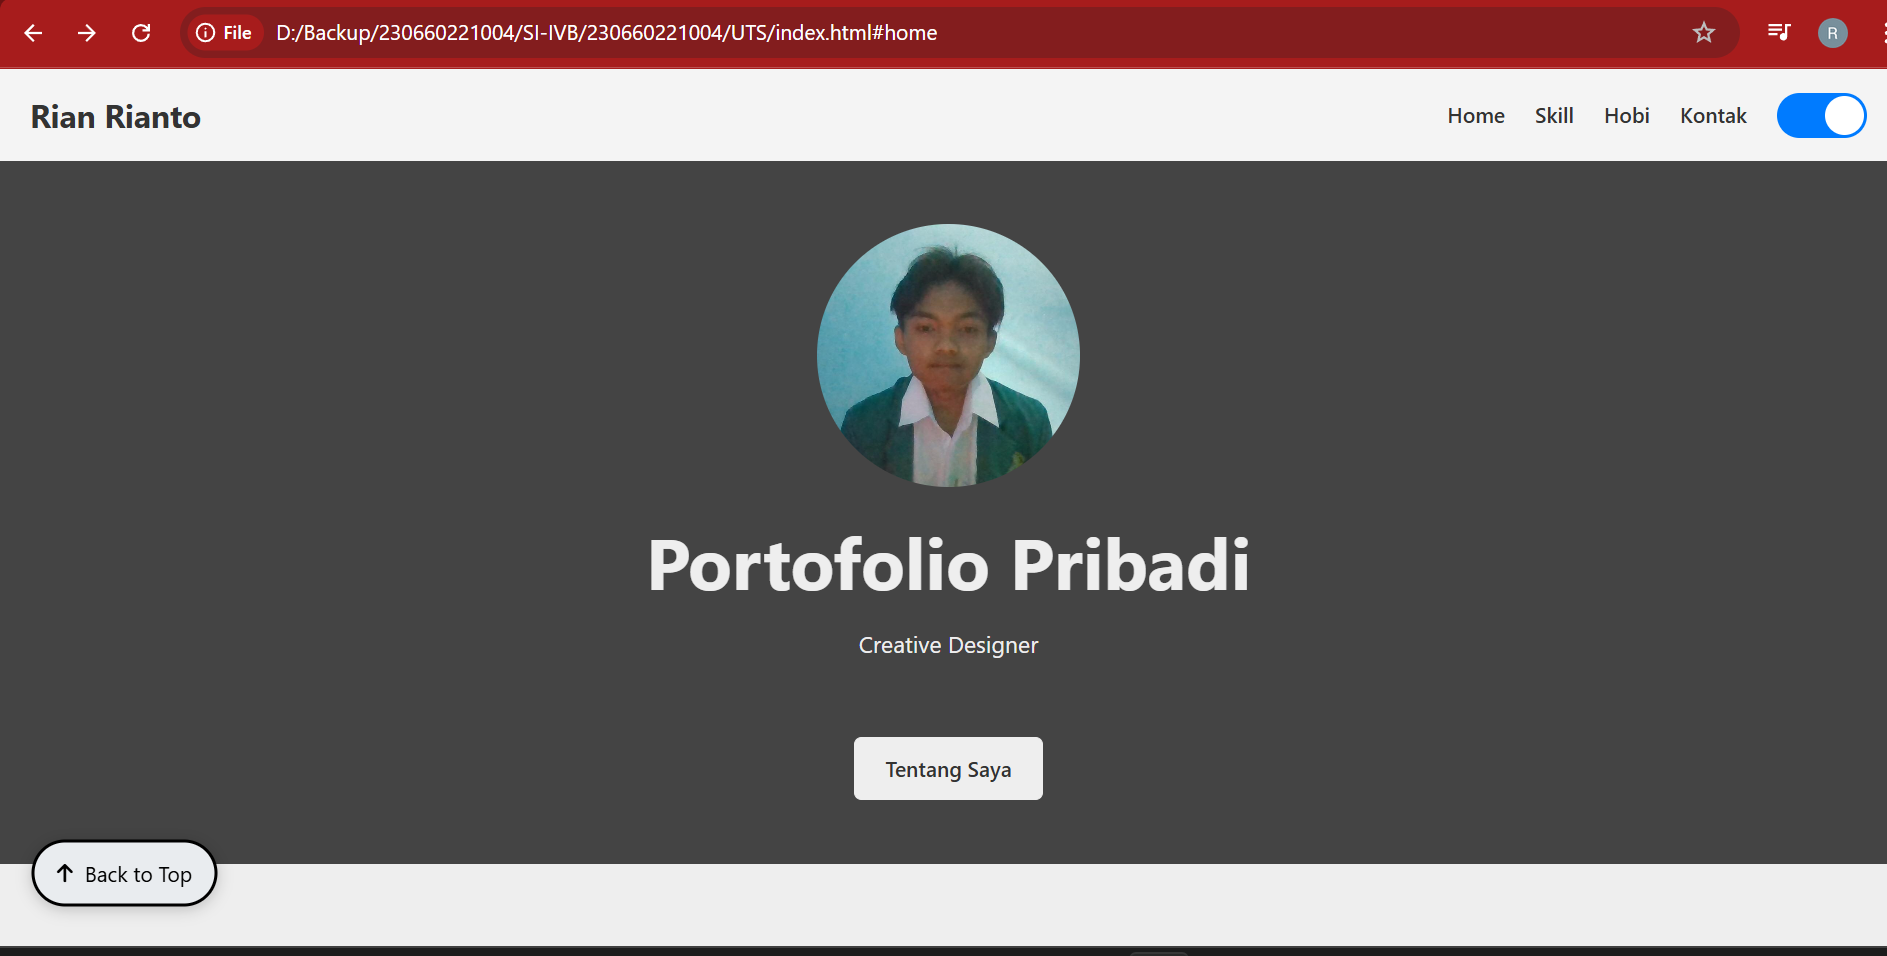 File D:/Backup/230660221004/SI-IVB/230660221004/UTS/index.html#home R
Rian Rianto Home Skill Hobi Kontak
Portofolio Pribadi
Creative Designer
Tentang Saya
Back to Top